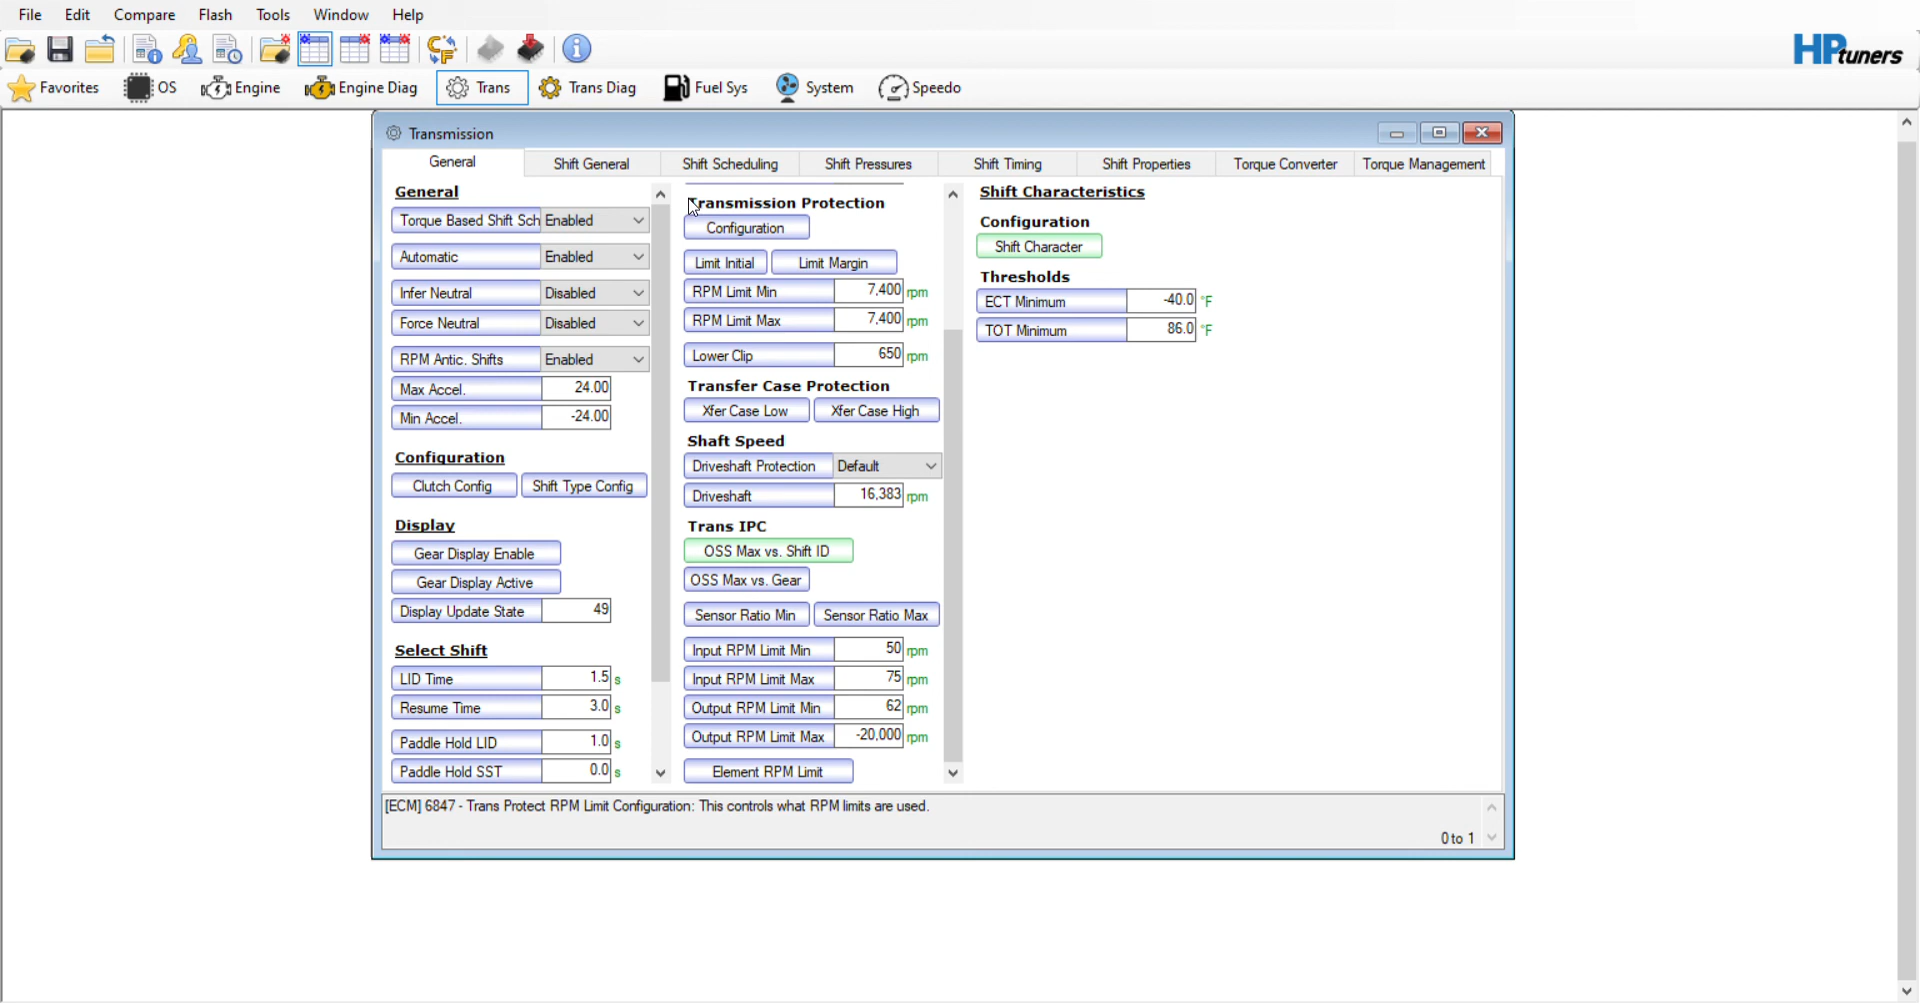 File Edit Compare Flash Tools Window Help
HPtuners
Favorites OS Engine Engine Diag Trans Trans Diag Fuel Sys System Speedo
Transmission
General Shift General Shift Scheduling Shift Pressures Shift Timing Shift Properties Torque Converter Torque Management
General
Torque Based Shift Sch Enabled
Automatic Enabled
Infer Neutral Disabled
Force Neutral Disabled
RPM Antic. Shifts Enabled
Max Accel. 24.00
Min Accel. -24.00
Configuration
Clutch Config Shift Type Config
Display
Gear Display Enable
Gear Display Active
Display Update State 49
Select Shift
LID Time 1.5 s
Resume Time 3.0 s
Paddle Hold LID 1.0 s
Paddle Hold SST 0.0 s
Transmission Protection
Configuration
Limit Initial Limit Margin
RPM Limit Min 7,400 rpm
RPM Limit Max 7,400 rpm
Lower Clip 650 rpm
Transfer Case Protection
Xfer Case Low Xfer Case High
Shaft Speed
Driveshaft Protection Default
Driveshaft 16,383 rpm
Trans IPC
OSS Max vs. Shift ID
OSS Max vs. Gear
Sensor Ratio Min Sensor Ratio Max
Input RPM Limit Min 50 rpm
Input RPM Limit Max 75 rpm
Output RPM Limit Min 62 rpm
Output RPM Limit Max -20,000 rpm
Element RPM Limit
Shift Characteristics
Configuration
Shift Character
Thresholds
ECT Minimum -40.0 °F
TOT Minimum 86.0 °F
[ECM] 6847 - Trans Protect RPM Limit Configuration: This controls what RPM limits are used.
0 to 1